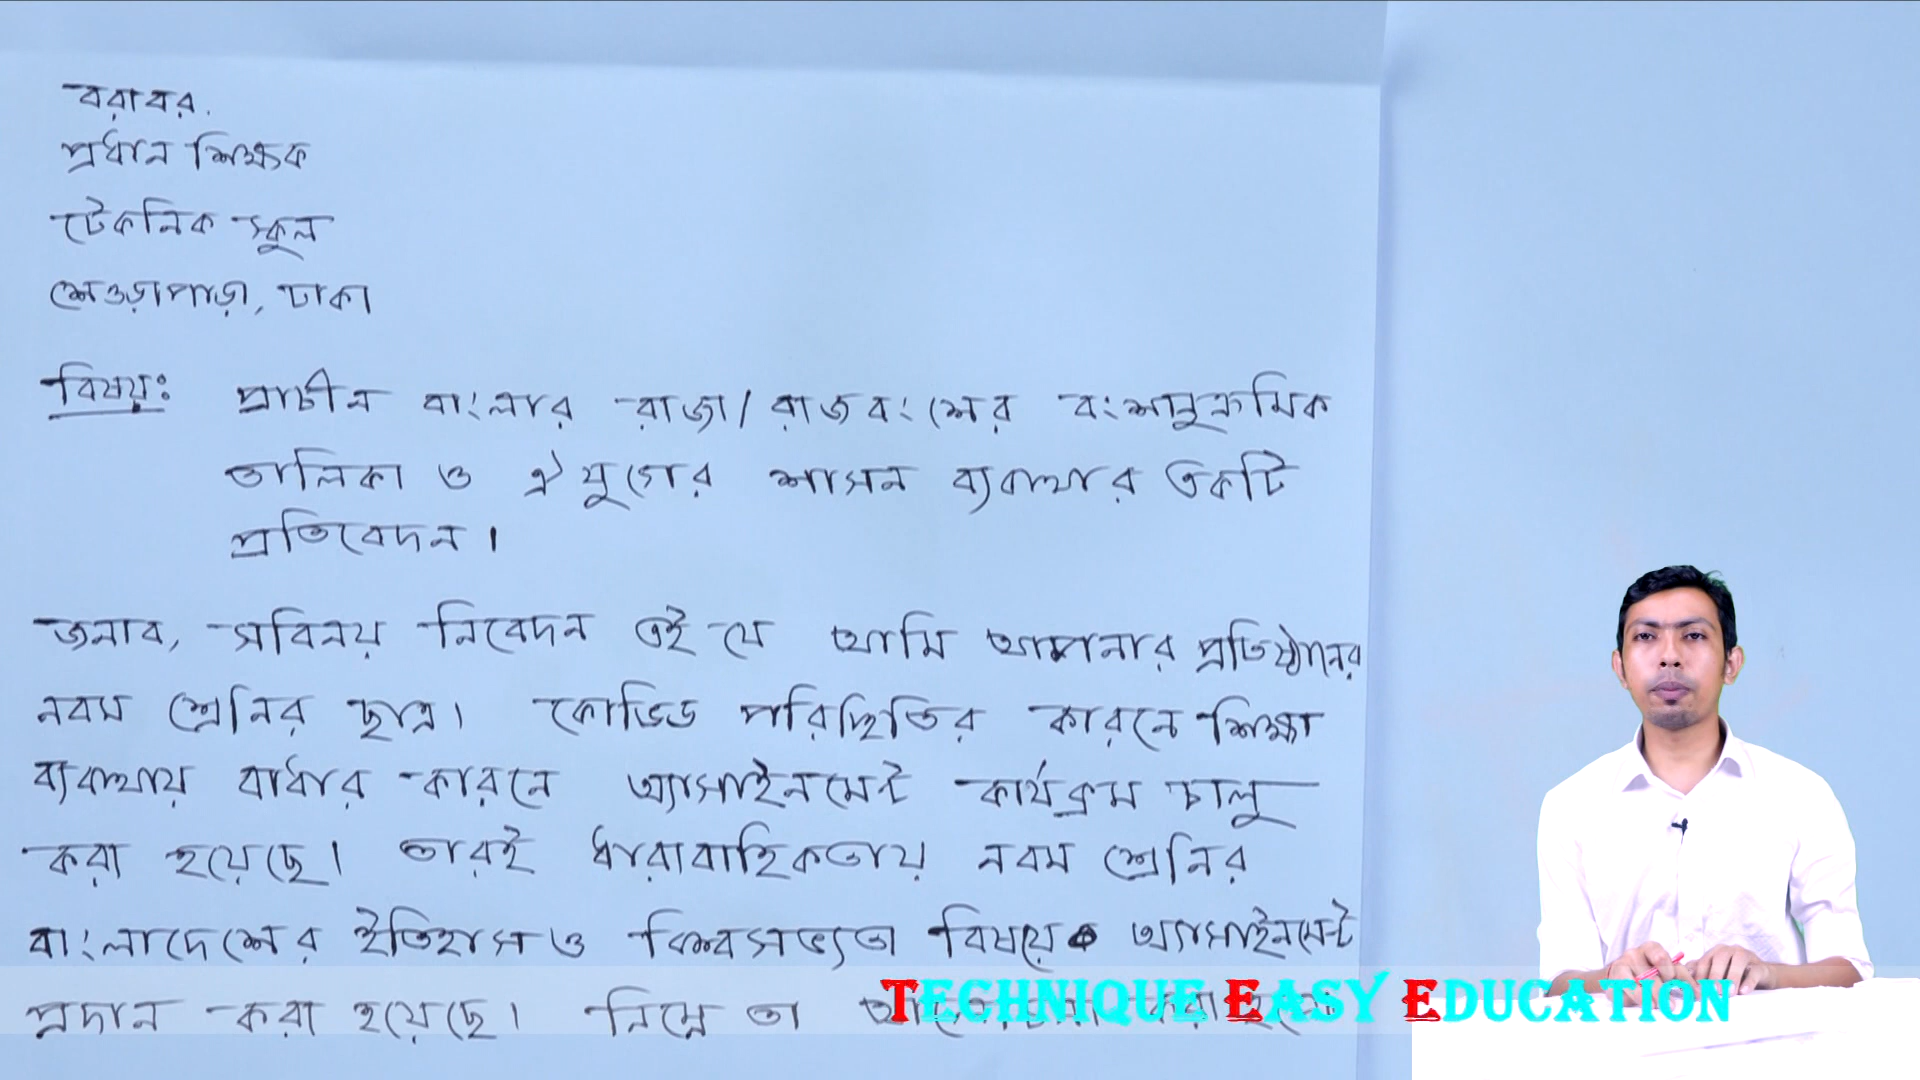 বরাবর.
প্রধান শিক্ষক
টেকনিক স্কুল
শেওড়াপাড়া, ঢাকা
বিষয়ঃ প্রাচীন বাংলার রাজা/রাজবংশের বংশানুক্রমিক
তালিকা ও ঐ যুগের শাসন ব্যবস্থার একটি
প্রতিবেদন।
জনাব, সবিনয় নিবেদন এই যে আমি আপনার প্রতিষ্ঠানের
নবম শ্রেনির ছাত্র। কোভিড পরিস্থিতির কারনে শিক্ষা
ব্যবস্থায় বাধার কারনে অ্যাসাইনমেন্ট কার্যক্রম চালু
করা হয়েছে। তারই ধারাবাহিকতায় নবম শ্রেনির
বাংলাদেশের ইতিহাস ও বিশ্বসভ্যতা বিষয়ে অ্যাসাইনমেন্ট
প্রদান করা হয়েছে। নিম্নে তা করা হলো
TECHNIQUE EASY EDUCATION